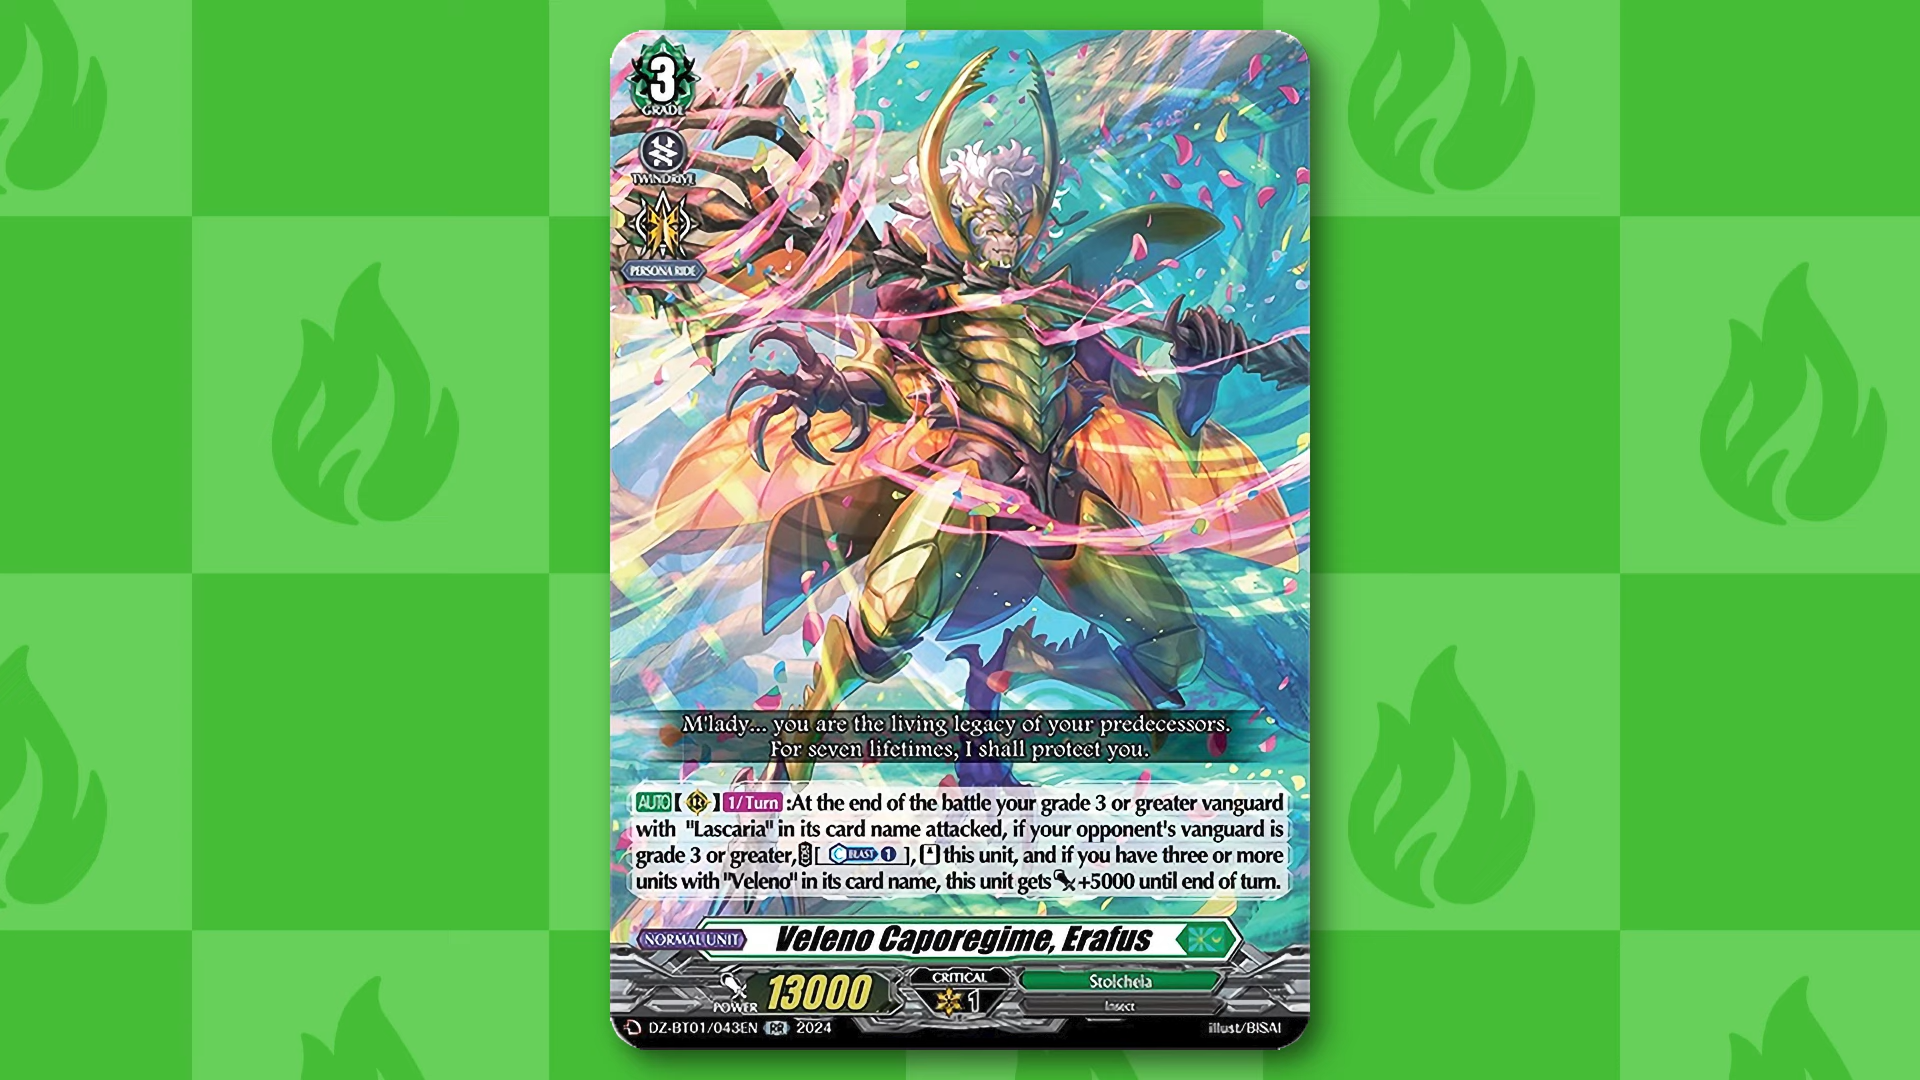 3
GRADE
TWIN DRIVE
PERSONA RIDE
M'lady... you are the living legacy of your predecessors.
For seven lifetimes, I shall protect you.
AUTO【R】1/Turn:At the end of the battle your grade 3 or greater vanguard
with "Lascaria" in its card name attacked, if your opponent's vanguard is
grade 3 or greater, [C BLAST 1], this unit, and if you have three or more
units with "Veleno" in its card name, this unit gets +5000 until end of turn.
NORMAL UNIT Veleno Caporegime, Erafus
POWER 13000 CRITICAL 1 Stoicheia
Insect
DZ-BT01/043EN RR 2024 illust/BISAI